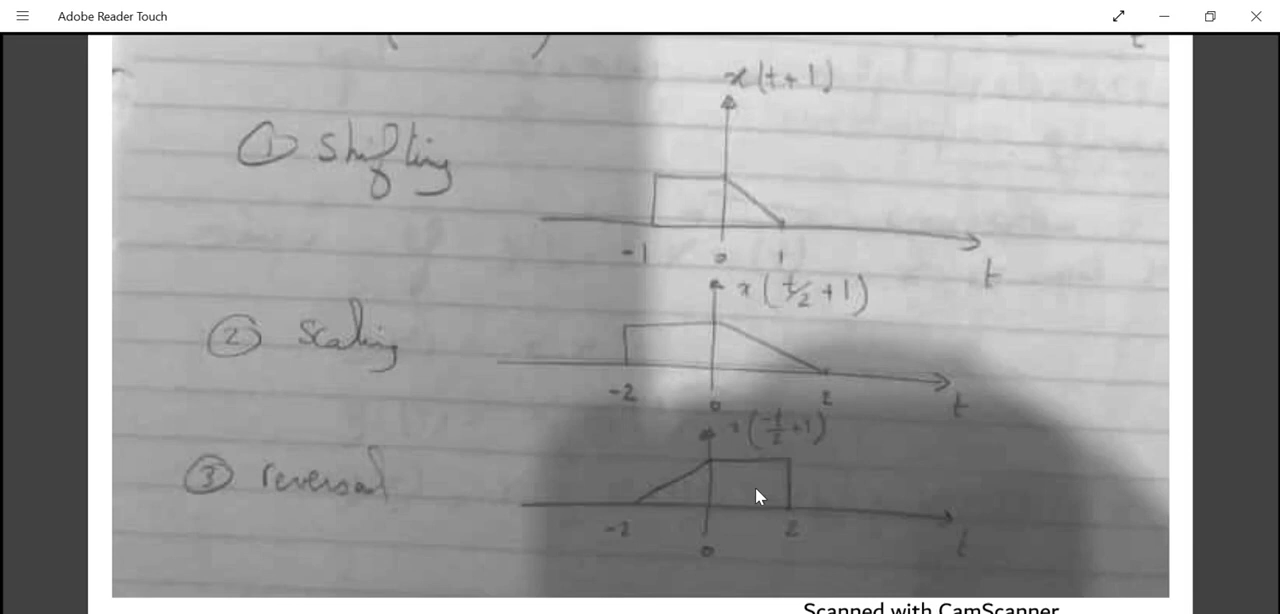 Adobe Reader Touch
x(t+1)
① Shifting
-1 0 1 t
x(t/2+1)
② Scaling
-2 0 2 t
x(-t/2+1)
③ reversal
-2 0 2 t
Scanned with CamScanner